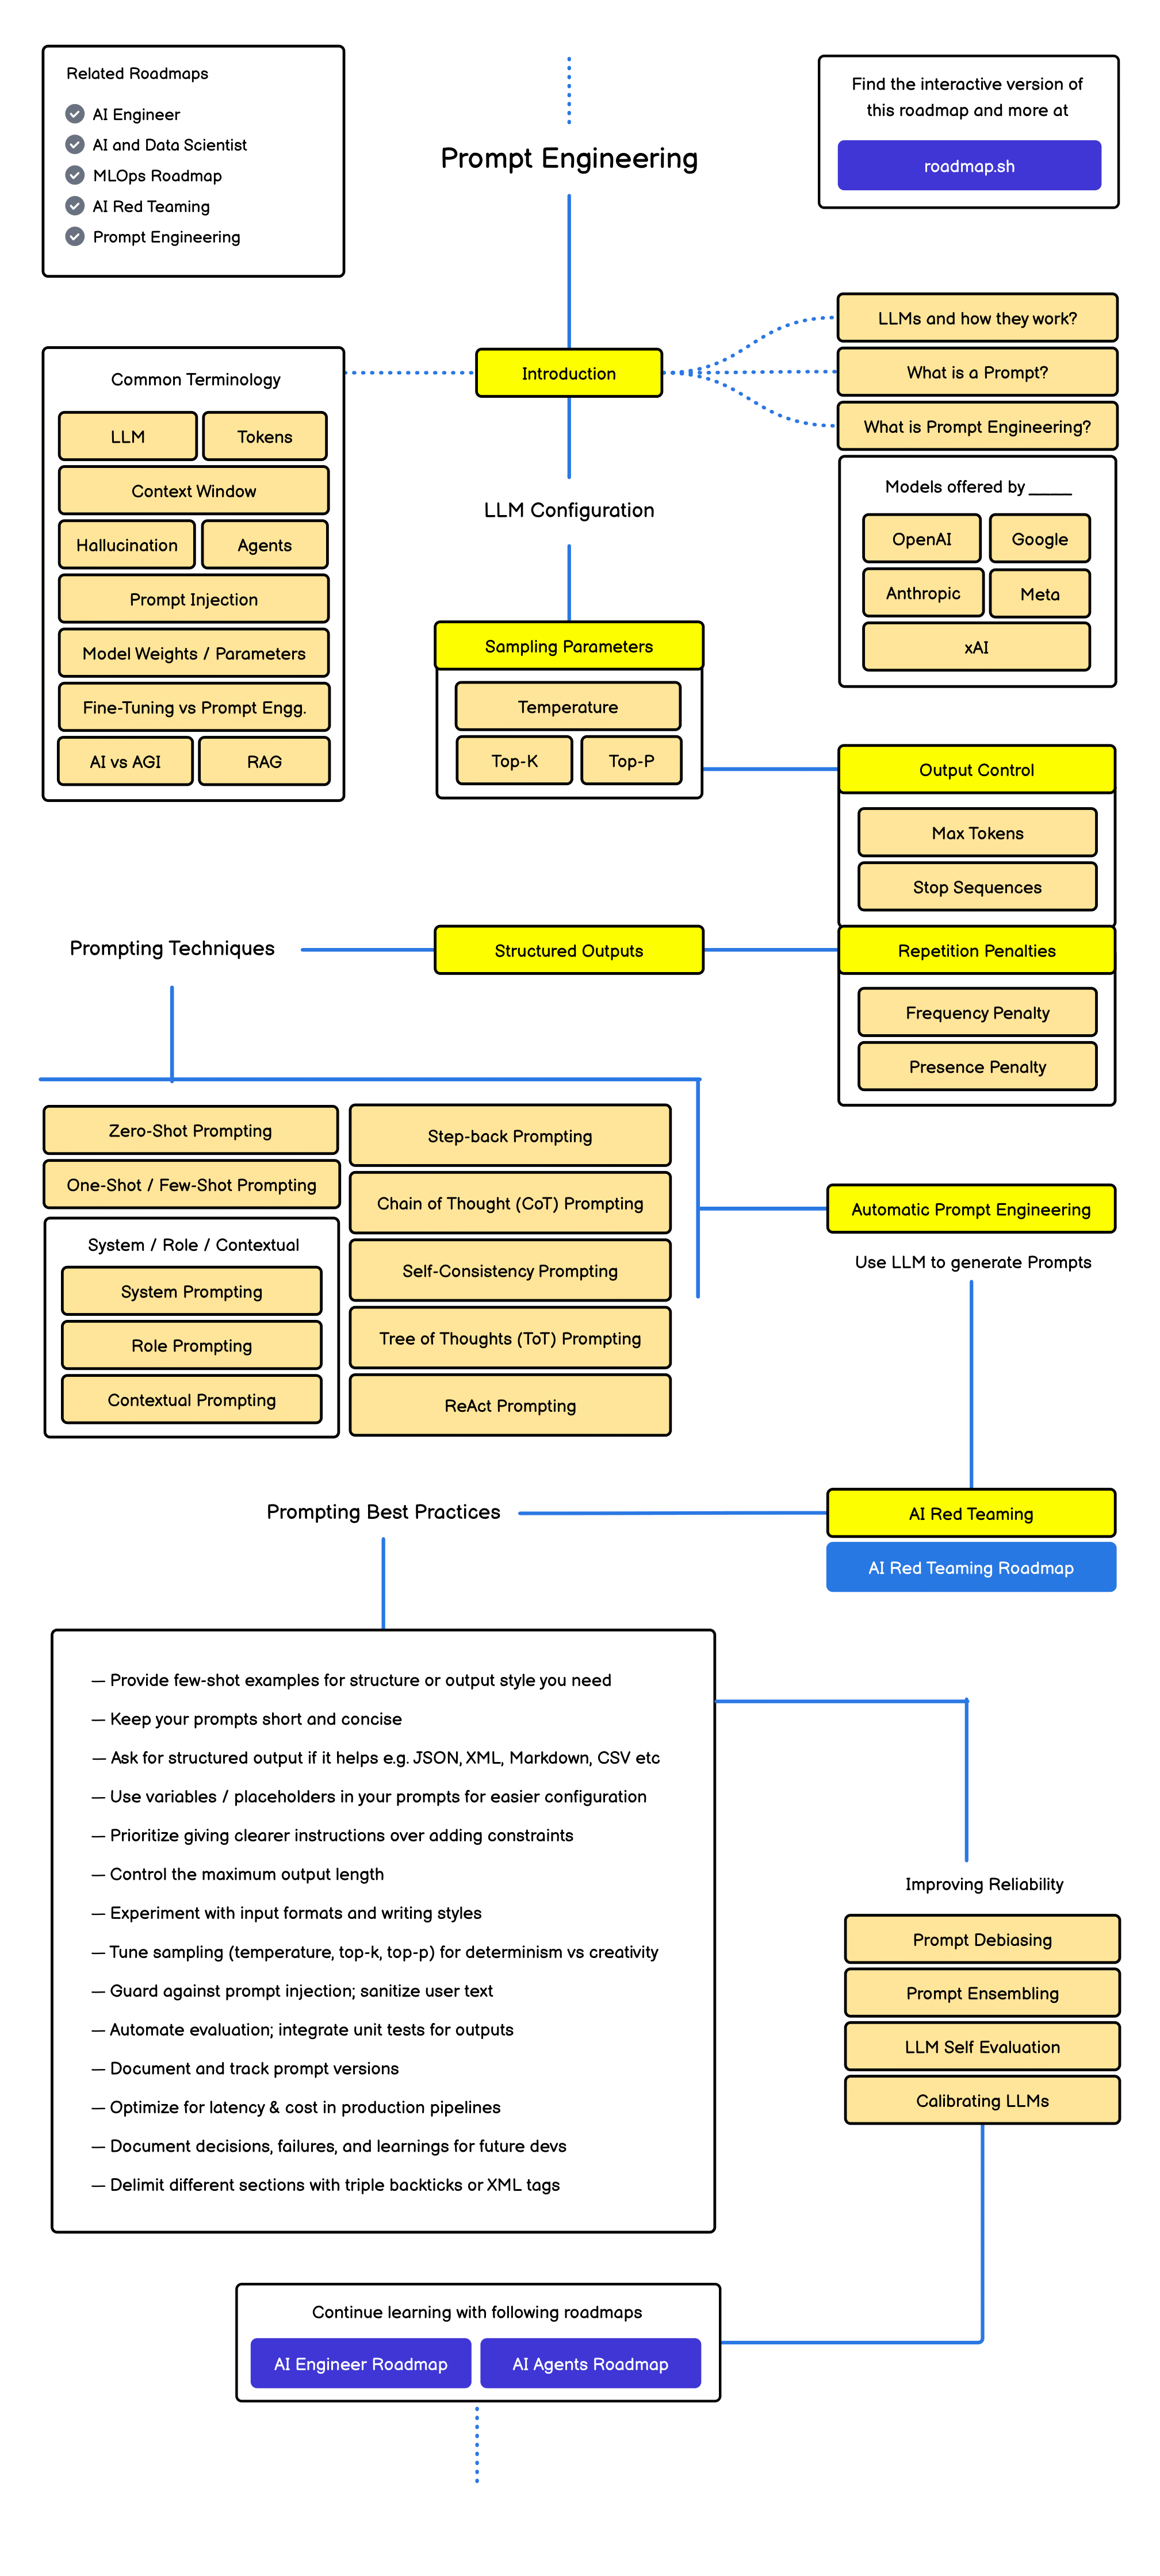 Related Roadmaps
AI Engineer
AI and Data Scientist
MLOps Roadmap
AI Red Teaming
Prompt Engineering
Prompt Engineering
Find the interactive version of
this roadmap and more at
roadmap.sh
LLMs and how they work?
What is a Prompt?
What is Prompt Engineering?
Introduction
Common Terminology
LLM
Tokens
Context Window
Hallucination
Agents
Prompt Injection
Model Weights / Parameters
Fine-Tuning vs Prompt Engg.
AI vs AGI
RAG
Models offered by _____
OpenAI
Google
Anthropic
Meta
xAI
LLM Configuration
Sampling Parameters
Temperature
Top-K
Top-P
Output Control
Max Tokens
Stop Sequences
Repetition Penalties
Frequency Penalty
Presence Penalty
Structured Outputs
Prompting Techniques
Zero-Shot Prompting
One-Shot / Few-Shot Prompting
System / Role / Contextual
System Prompting
Role Prompting
Contextual Prompting
Step-back Prompting
Chain of Thought (CoT) Prompting
Self-Consistency Prompting
Tree of Thoughts (ToT) Prompting
ReAct Prompting
Automatic Prompt Engineering
Use LLM to generate Prompts
AI Red Teaming
AI Red Teaming Roadmap
Prompting Best Practices
— Provide few-shot examples for structure or output style you need
— Keep your prompts short and concise
— Ask for structured output if it helps e.g. JSON, XML, Markdown, CSV etc
— Use variables / placeholders in your prompts for easier configuration
— Prioritize giving clearer instructions over adding constraints
— Control the maximum output length
— Experiment with input formats and writing styles
— Tune sampling (temperature, top-k, top-p) for determinism vs creativity
— Guard against prompt injection; sanitize user text
— Automate evaluation; integrate unit tests for outputs
— Document and track prompt versions
— Optimize for latency & cost in production pipelines
— Document decisions, failures, and learnings for future devs
— Delimit different sections with triple backticks or XML tags
Improving Reliability
Prompt Debiasing
Prompt Ensembling
LLM Self Evaluation
Calibrating LLMs
Continue learning with following roadmaps
AI Engineer Roadmap
AI Agents Roadmap